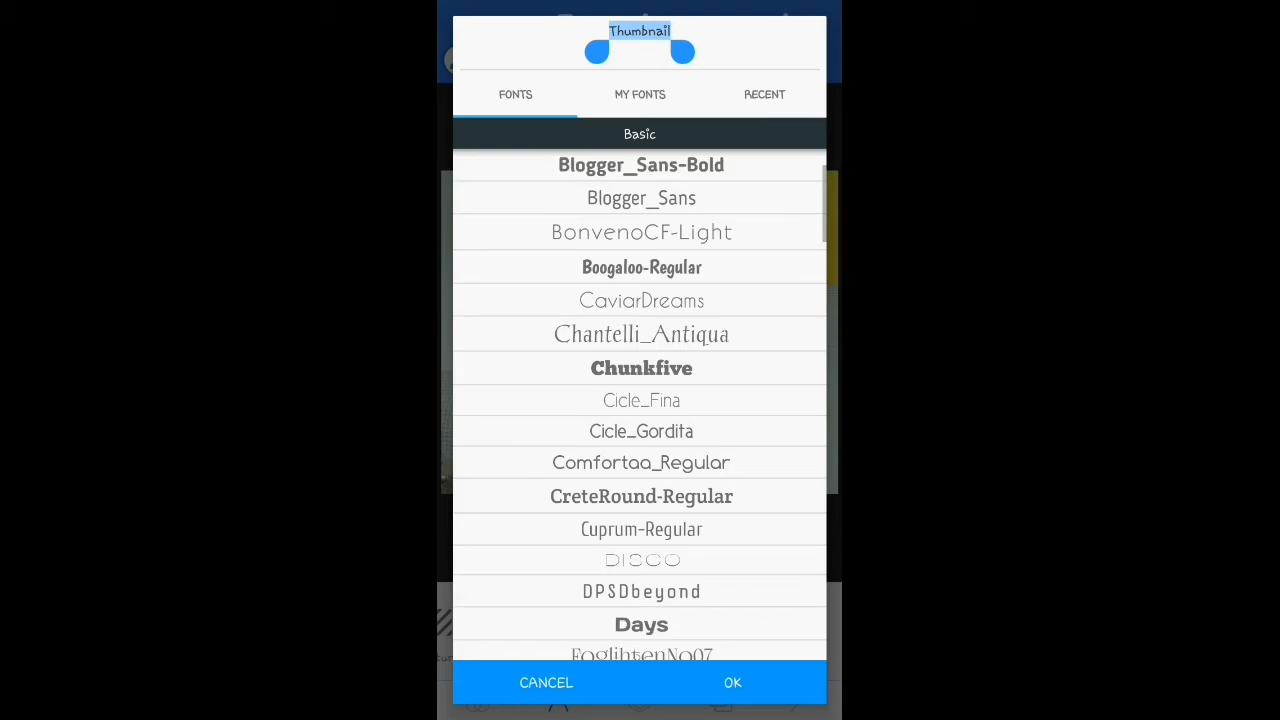 Thumbnail
FONTS
MY FONTS
RECENT
Basic
Blogger_Sans-Bold
Blogger_Sans
BonvenoCF-Light
Boogaloo-Regular
CaviarDreams
Chantelli_Antiqua
Chunkfive
Cicle_Fina
Cicle_Gordita
Comfortaa_Regular
CreteRound-Regular
Cuprum-Regular
DISCO
DPSDbeyond
Days
FoglihtenNo07
CANCEL
OK